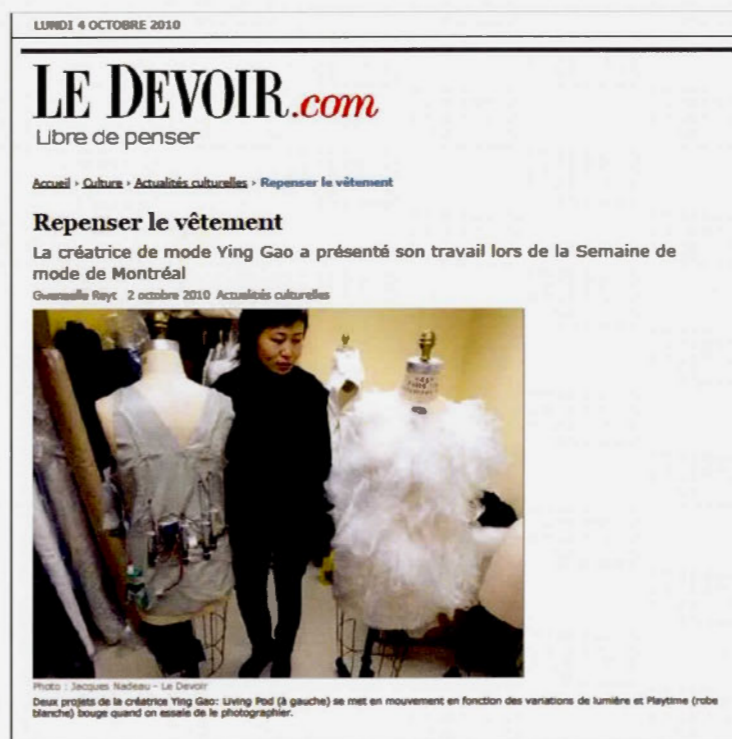 LUNDI 4 OCTOBRE 2010
LE DEVOIR.com
Libre de penser
Accueil › Culture › Actualités culturelles › Repenser le vêtement
Repenser le vêtement
La créatrice de mode Ying Gao a présenté son travail lors de la Semaine de
mode de Montréal
Reyt 2 octobre 2010 Actualités culturelles
Photo : Jacques Nadeau - Le Devoir
Deux projets de la créatrice Ying Gao: Living Pod (à gauche) se met en mouvement en fonction des variations de lumière et Playtime (robe
blanche) bouge quand on essaie de le photographier.